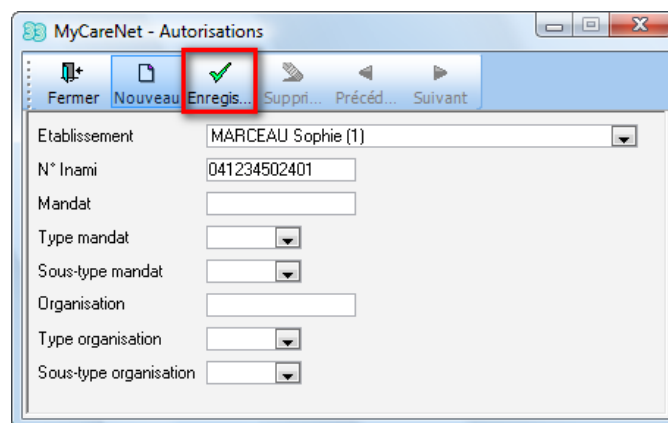 MyCareNet - Autorisations
Fermer Nouveau Enregis... Suppri... Précéd... Suivant
Etablissement MARCEAU Sophie (1)
N° Inami 041234502401
Mandat
Type mandat
Sous-type mandat
Organisation
Type organisation
Sous-type organisation